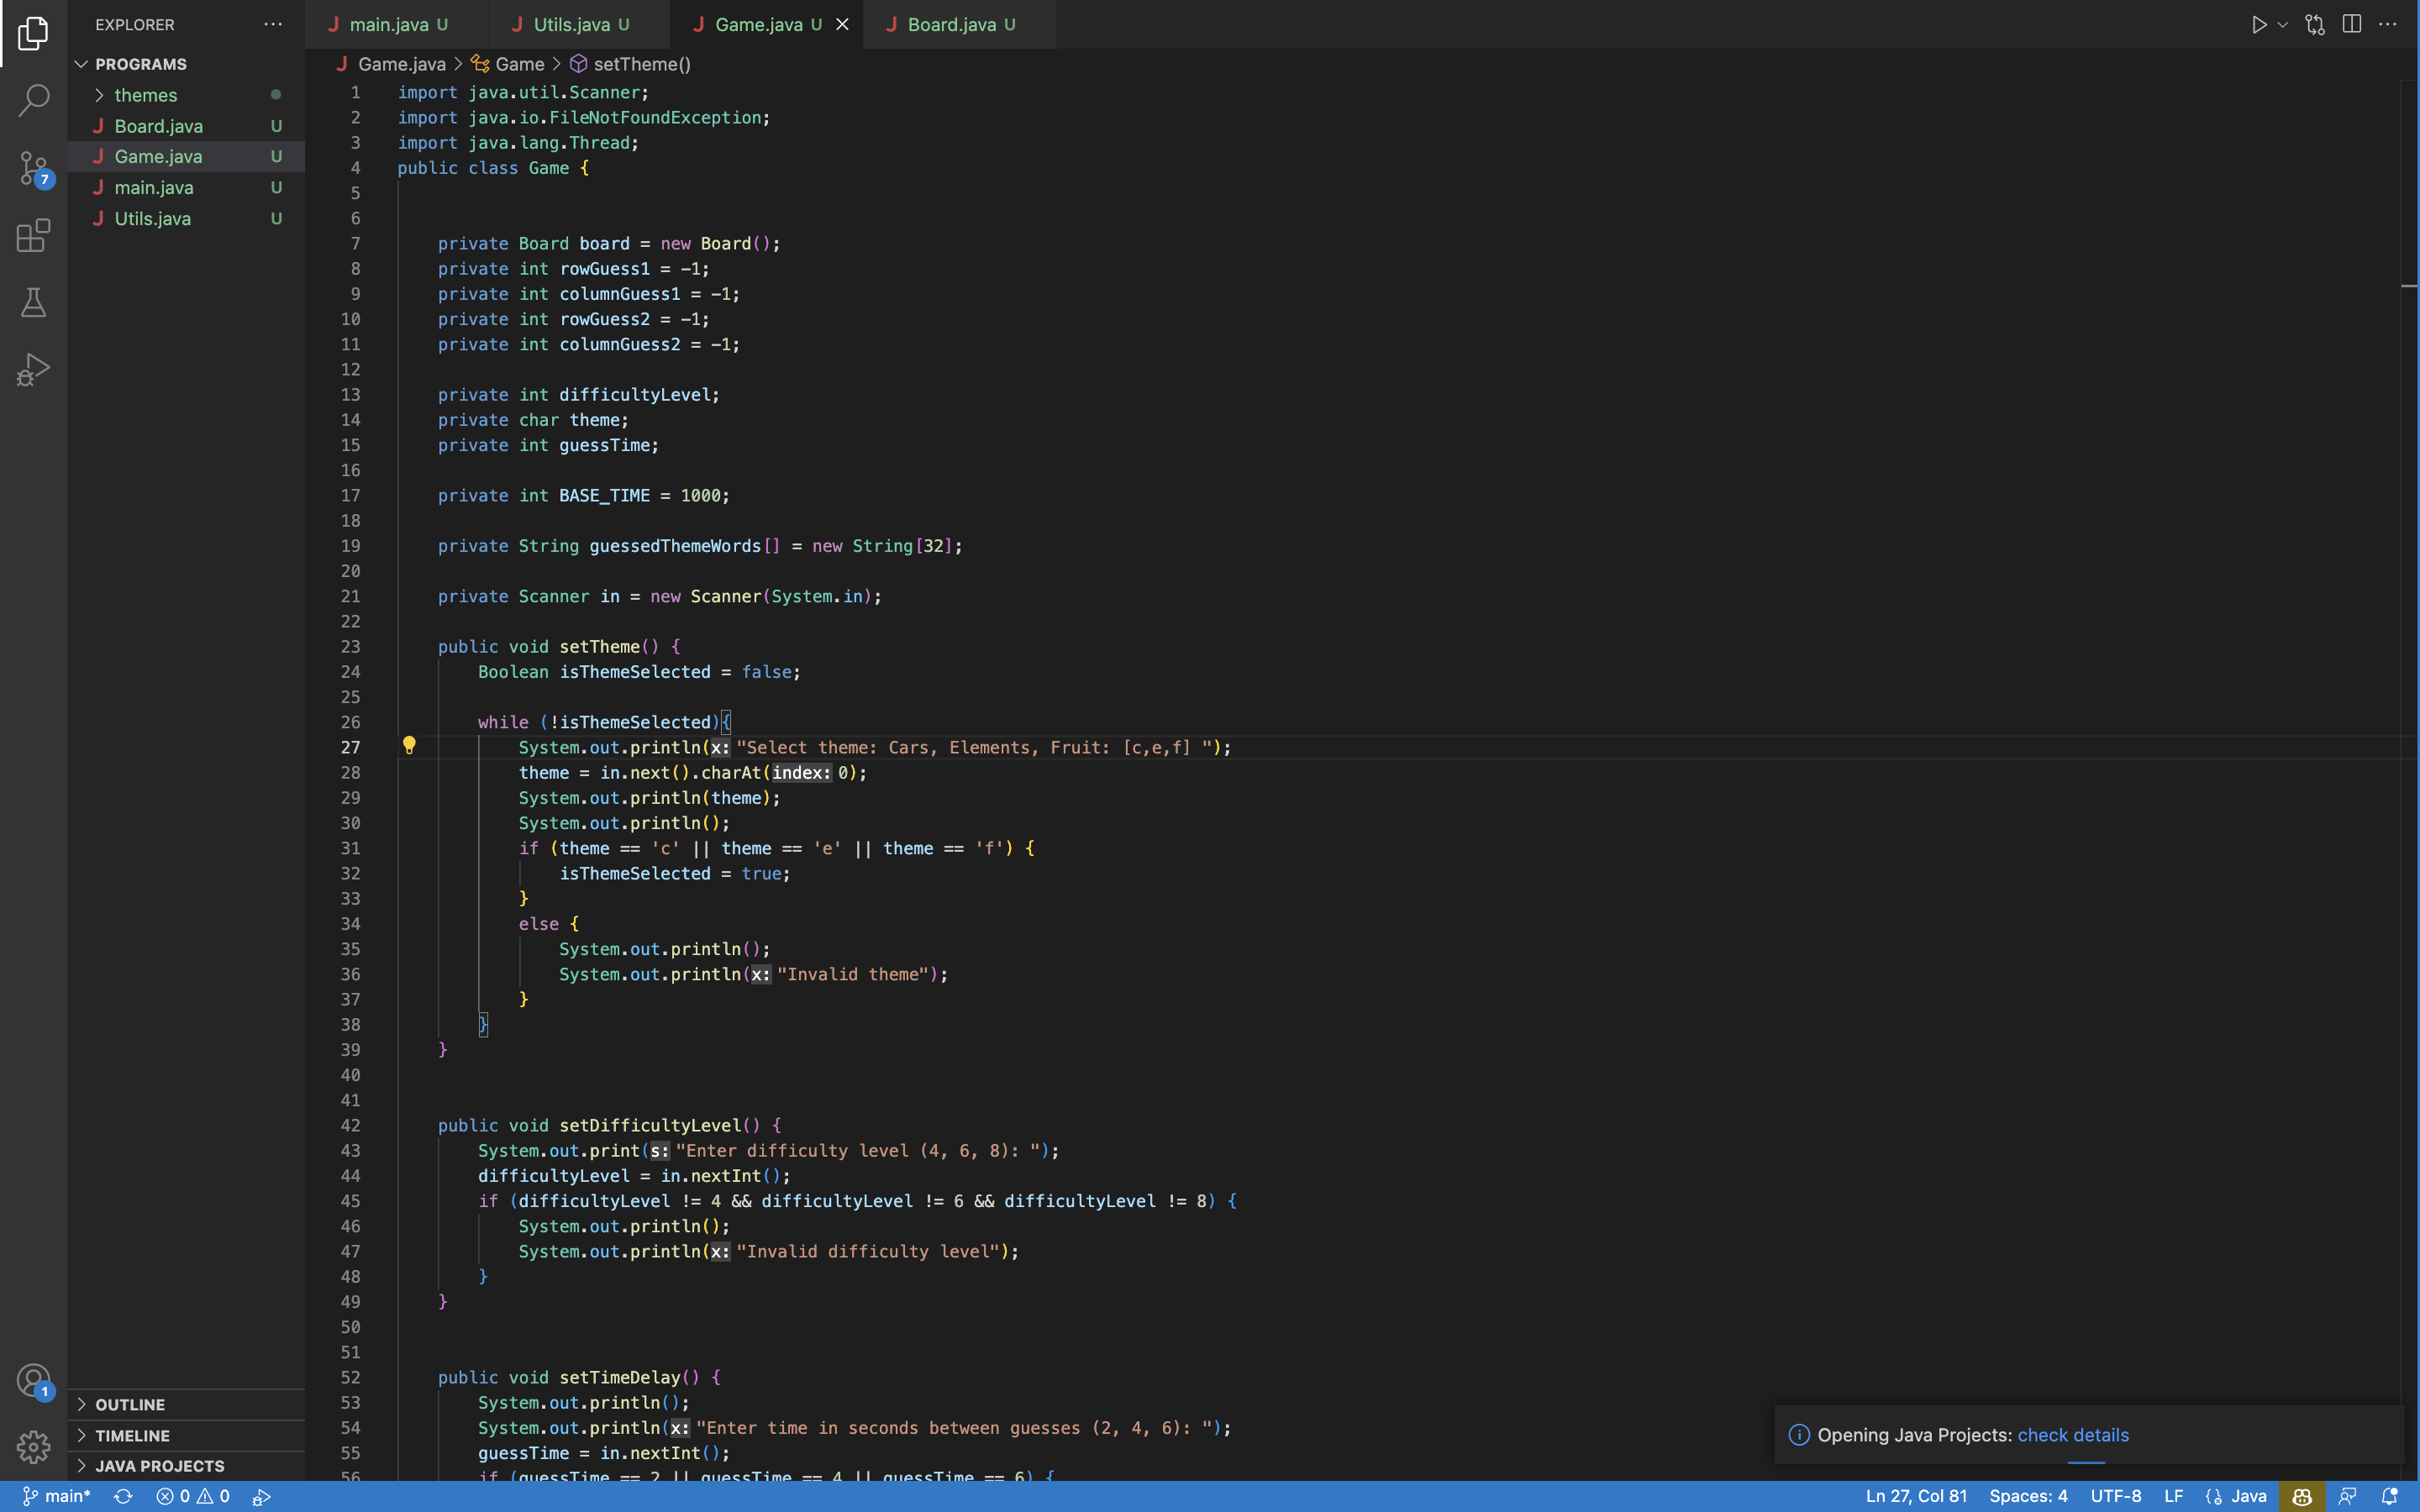 EXPLORER
PROGRAMS
themes
Board.java U
Game.java U
main.java U
Utils.java U
OUTLINE
TIMELINE
JAVA PROJECTS
7
1
main.java U
Utils.java U
Game.java U
Board.java U
Game.java > Game > setTheme()
1 import java.util.Scanner;
2 import java.io.FileNotFoundException;
3 import java.lang.Thread;
4 public class Game {
5
6
7 private Board board = new Board();
8 private int rowGuess1 = -1;
9 private int columnGuess1 = -1;
10 private int rowGuess2 = -1;
11 private int columnGuess2 = -1;
12
13 private int difficultyLevel;
14 private char theme;
15 private int guessTime;
16
17 private int BASE_TIME = 1000;
18
19 private String guessedThemeWords[] = new String[32];
20
21 private Scanner in = new Scanner(System.in);
22
23 public void setTheme() {
24 Boolean isThemeSelected = false;
25
26 while (!isThemeSelected){
27 System.out.println(x: "Select theme: Cars, Elements, Fruit: [c,e,f] ");
28 theme = in.next().charAt(index: 0);
29 System.out.println(theme);
30 System.out.println();
31 if (theme == 'c' || theme == 'e' || theme == 'f') {
32 isThemeSelected = true;
33 }
34 else {
35 System.out.println();
36 System.out.println(x: "Invalid theme");
37 }
38 }
39 }
40
41
42 public void setDifficultyLevel() {
43 System.out.print(s: "Enter difficulty level (4, 6, 8): ");
44 difficultyLevel = in.nextInt();
45 if (difficultyLevel != 4 && difficultyLevel != 6 && difficultyLevel != 8) {
46 System.out.println();
47 System.out.println(x: "Invalid difficulty level");
48 }
49 }
50
51
52 public void setTimeDelay() {
53 System.out.println();
54 System.out.println(x: "Enter time in seconds between guesses (2, 4, 6): ");
55 guessTime = in.nextInt();
56 if (guessTime == 2 || guessTime == 4 || guessTime == 6) {
Opening Java Projects: check details
main* 0 0
Ln 27, Col 81 Spaces: 4 UTF-8 LF Java